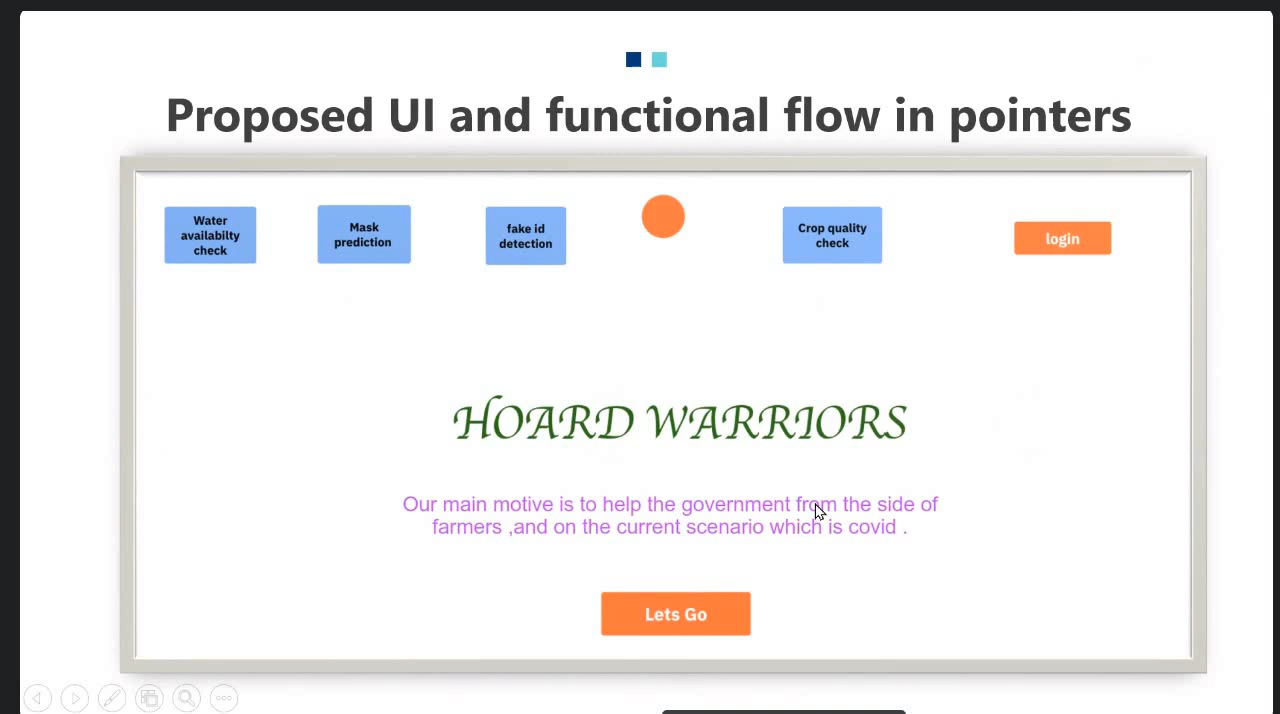 Proposed UI and functional flow in pointers
Water
availabilty
check
Mask
prediction
fake id
detection
Crop quality
check
login
HOARD WARRIORS
Our main motive is to help the government from the side of
farmers ,and on the current scenario which is covid .
Lets Go